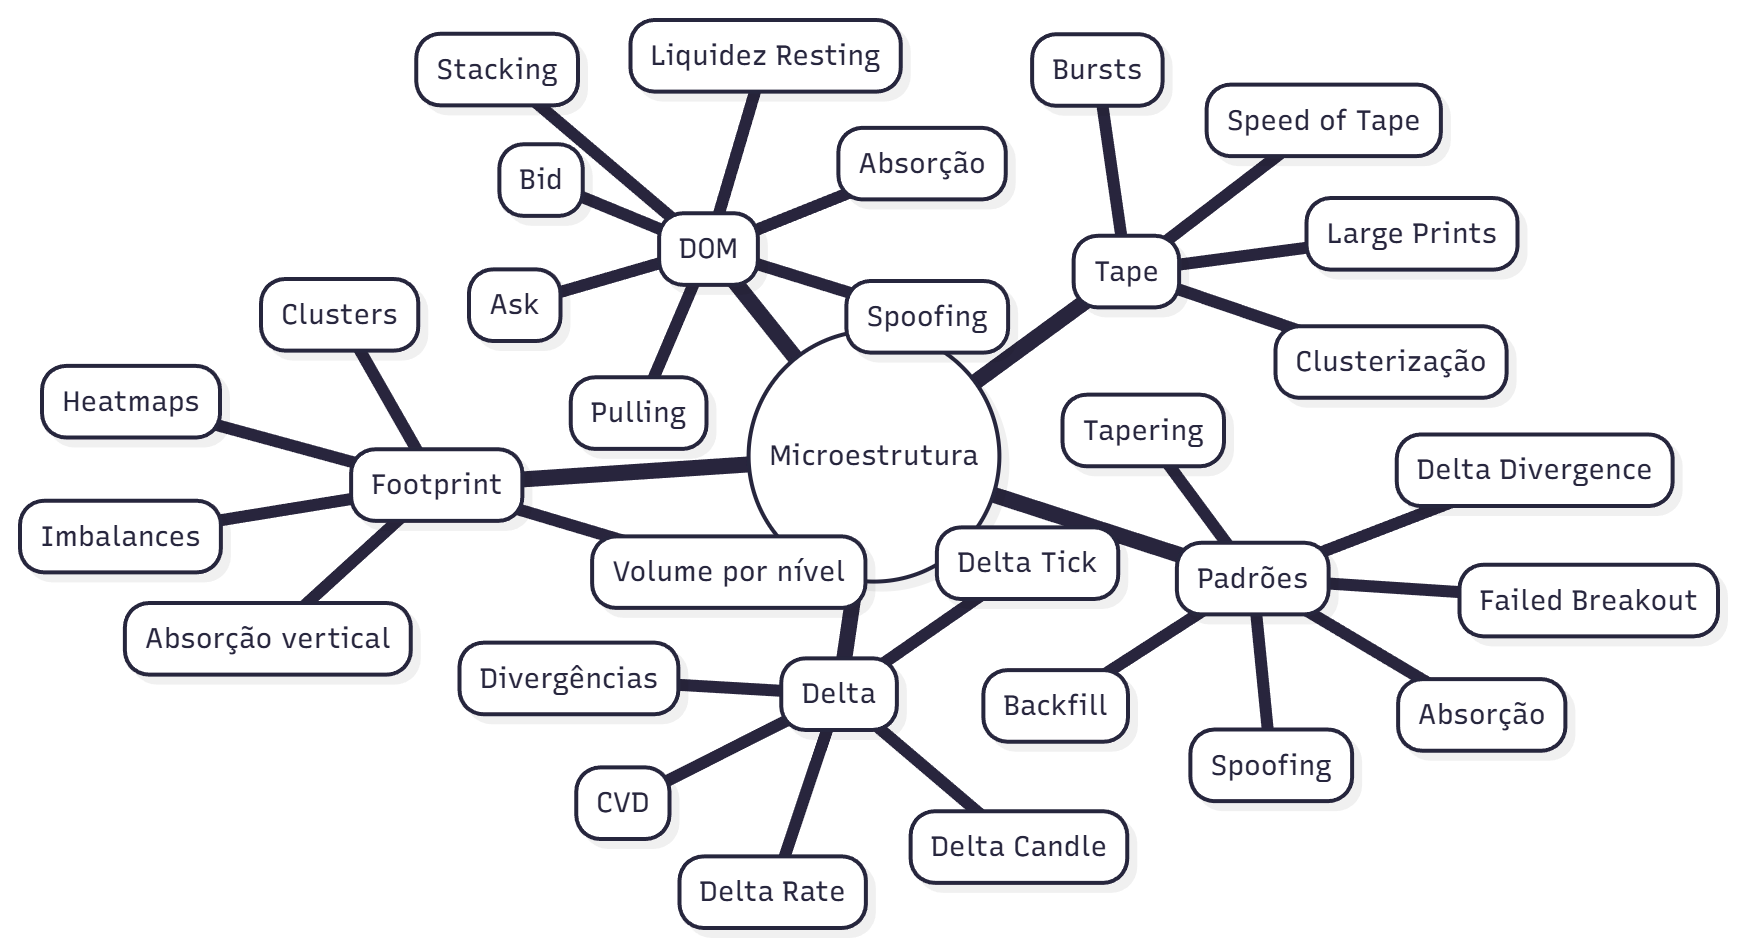 Liquidez Resting
Stacking
Bursts
Speed of Tape
Absorção
Bid
Large Prints
DOM
Tape
Ask
Clusters
Spoofing
Clusterização
Heatmaps
Pulling
Tapering
Microestrutura
Delta Divergence
Footprint
Imbalances
Delta Tick
Volume por nível
Padrões
Failed Breakout
Absorção vertical
Divergências
Delta
Backfill
Absorção
Spoofing
CVD
Delta Candle
Delta Rate